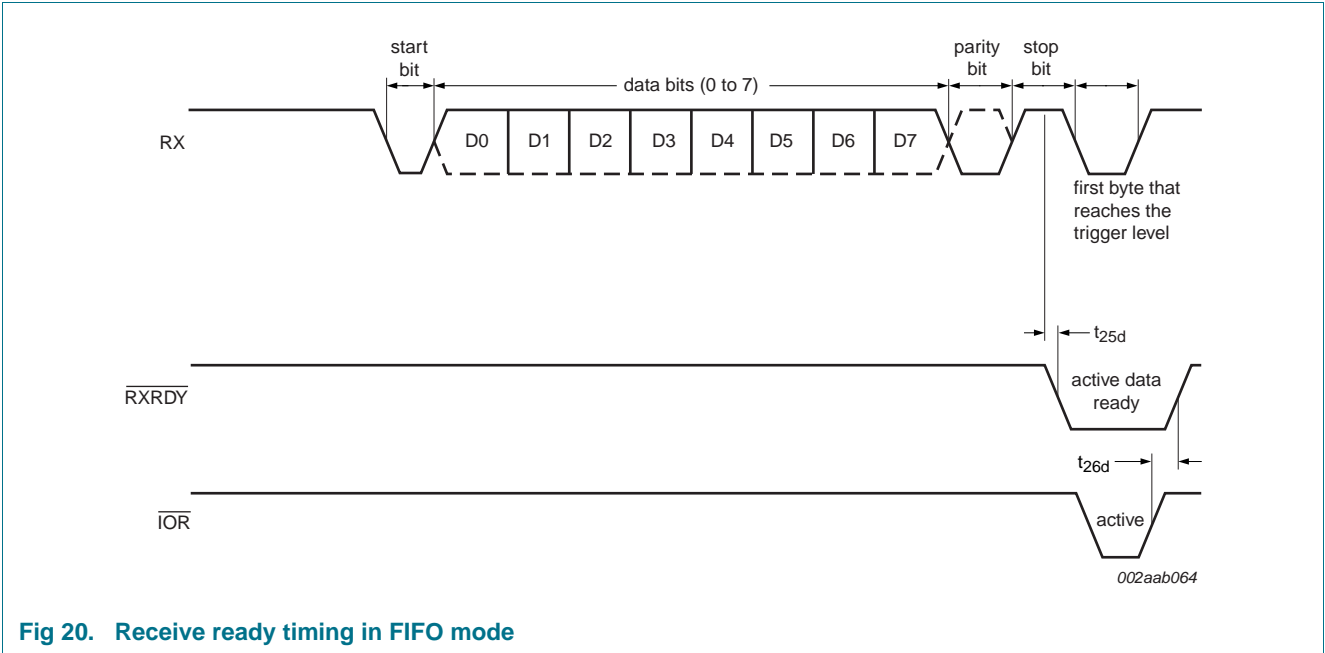 start
bit
data bits (0 to 7)
parity
bit
stop
bit
RX
D0 D1 D2 D3 D4 D5 D6 D7
first byte that
reaches the
trigger level
t25d
RXRDY
active data
ready
t26d
IOR
active
002aab064
Fig 20. Receive ready timing in FIFO mode